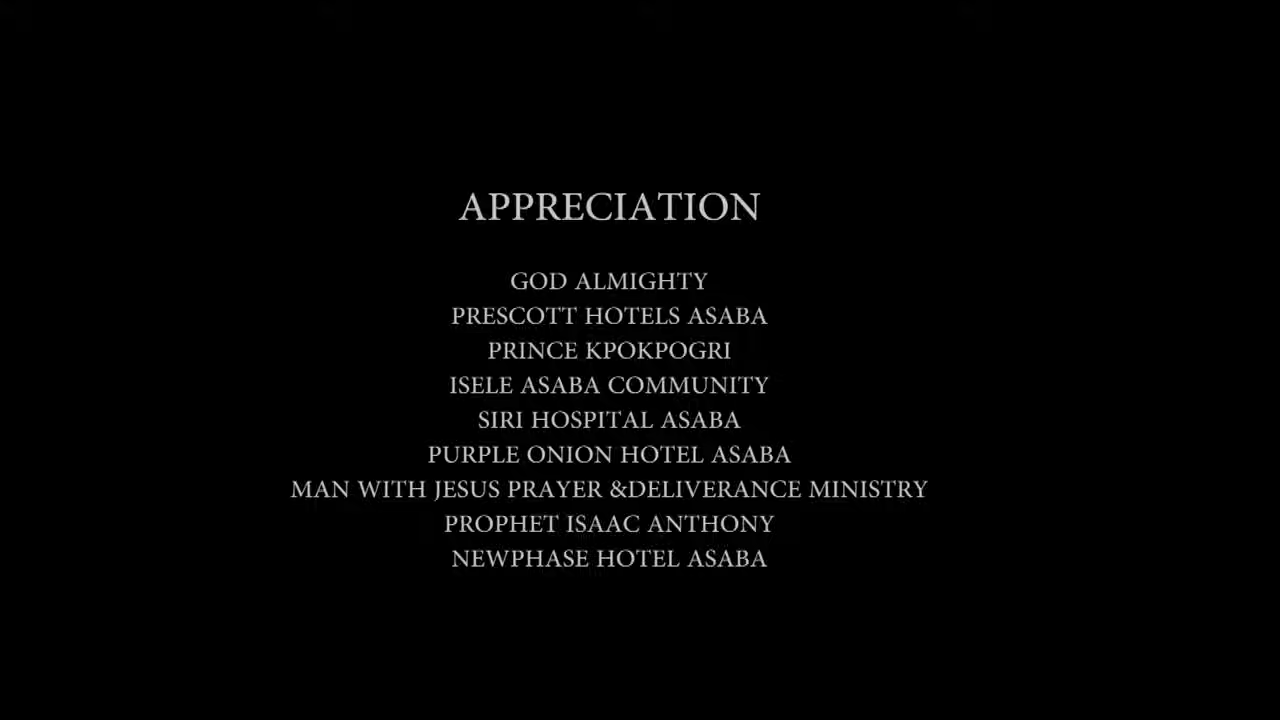 APPRECIATION
GOD ALMIGHTY
PRESCOTT HOTELS ASABA
PRINCE KPOKPOGRI
ISELE ASABA COMMUNITY
SIRI HOSPITAL ASABA
PURPLE ONION HOTEL ASABA
MAN WITH JESUS PRAYER &DELIVERANCE MINISTRY
PROPHET ISAAC ANTHONY
NEWPHASE HOTEL ASABA